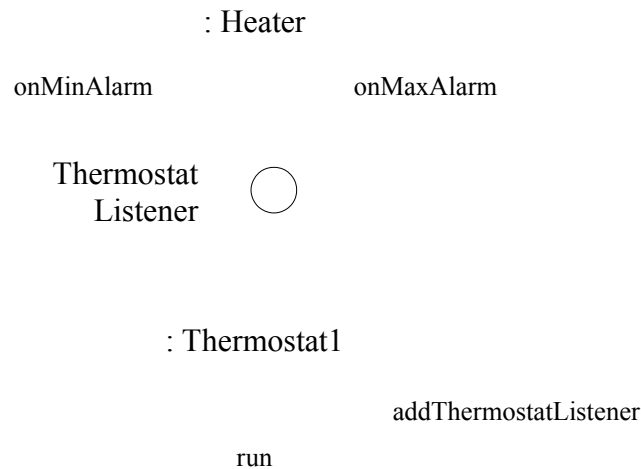 : Heater
onMinAlarm
onMaxAlarm
Thermostat
Listener
: Thermostat1
addThermostatListener
run